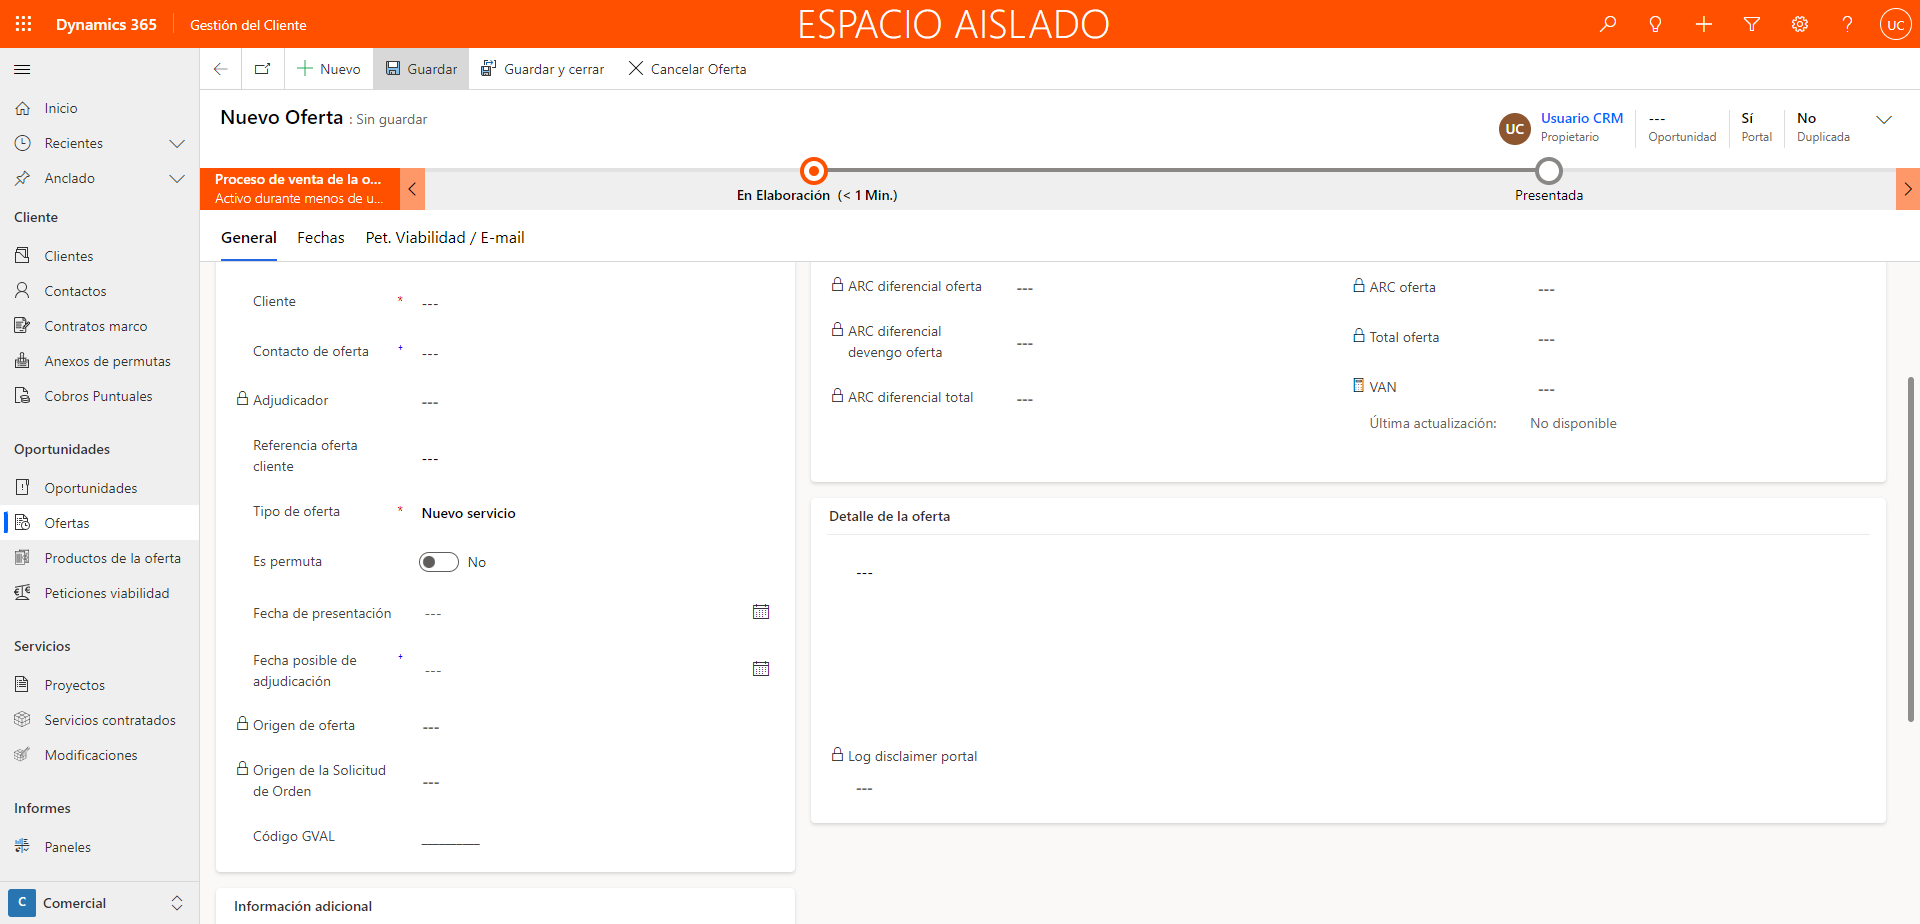 Dynamics 365
Gestión del Cliente
ESPACIO AISLADO
UC
Nuevo
Guardar
Guardar y cerrar
Cancelar Oferta
Inicio
Recientes
Anclado
Cliente
Clientes
Contactos
Contratos marco
Anexos de permutas
Cobros Puntuales
Oportunidades
Oportunidades
Ofertas
Productos de la oferta
Peticiones viabilidad
Servicios
Proyectos
Servicios contratados
Modificaciones
Informes
Paneles
C Comercial
Nuevo Oferta : Sin guardar
UC
Usuario CRM
Propietario
---
Oportunidad
Sí
Portal
No
Duplicada
Proceso de venta de la o...
Activo durante menos de u...
En Elaboración (< 1 Min.)
Presentada
General
Fechas
Pet. Viabilidad / E-mail
Cliente * ---
Contacto de oferta + ---
Adjudicador ---
Referencia oferta
cliente
---
Tipo de oferta * Nuevo servicio
Es permuta No
Fecha de presentación ---
Fecha posible de
adjudicación
+ ---
Origen de oferta ---
Origen de la Solicitud
de Orden
---
Código GVAL
Información adicional
ARC diferencial oferta ---
ARC diferencial
devengo oferta
---
ARC diferencial total ---
ARC oferta ---
Total oferta ---
VAN ---
Última actualización: No disponible
Detalle de la oferta
---
Log disclaimer portal
---